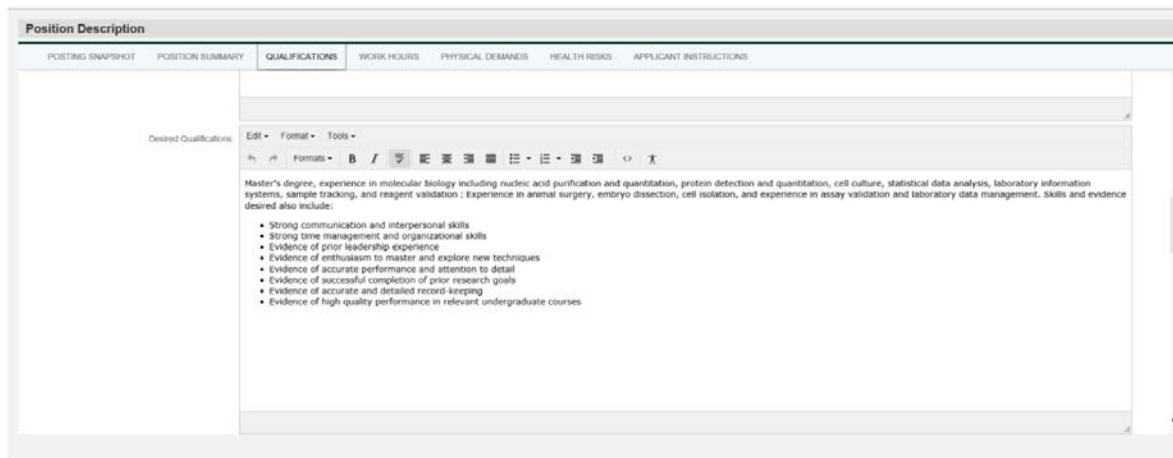 Position Description
POSTING SNAPSHOT POSITION SUMMARY QUALIFICATIONS WORK HOURS PHYSICAL DEMANDS HEALTH RISKS APPLICANT INSTRUCTIONS
Desired Qualifications: Edit Format Tools
Formats B I
Master's degree, experience in molecular biology including nucleic acid purification and quantitation, protein detection and quantitation, cell culture, statistical data analysis, laboratory information
systems, sample tracking, and reagent validation ; Experience in animal surgery, embryo dissection, cell isolation, and experience in assay validation and laboratory data management. Skills and evidence
desired also include:
• Strong communication and interpersonal skills
• Strong time management and organizational skills
• Evidence of prior leadership experience
• Evidence of enthusiasm to master and explore new techniques
• Evidence of accurate performance and attention to detail
• Evidence of successful completion of prior research goals
• Evidence of accurate and detailed record-keeping
• Evidence of high quality performance in relevant undergraduate courses